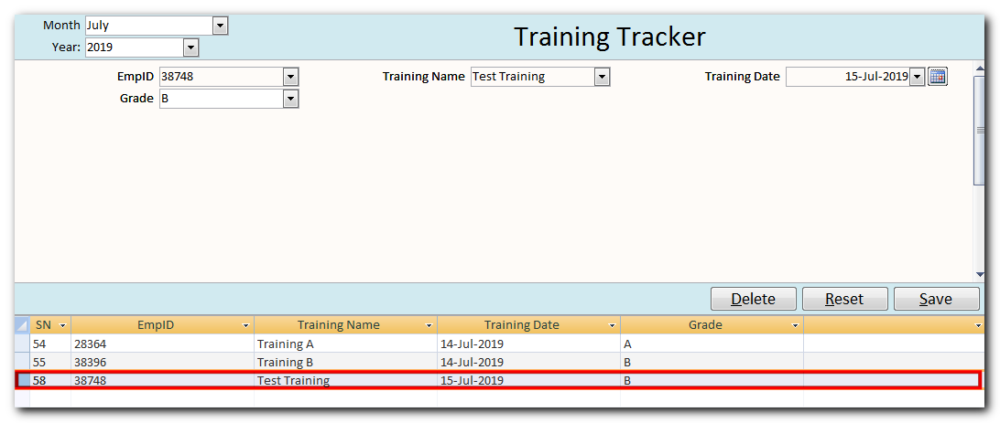 Month July
Year: 2019
Training Tracker
EmpID 38748 Training Name Test Training Training Date 15-Jul-2019
Grade B
Delete Reset Save
SN EmpID Training Name Training Date Grade
54 28364 Training A 14-Jul-2019 A
55 38396 Training B 14-Jul-2019 B
58 38748 Test Training 15-Jul-2019 B